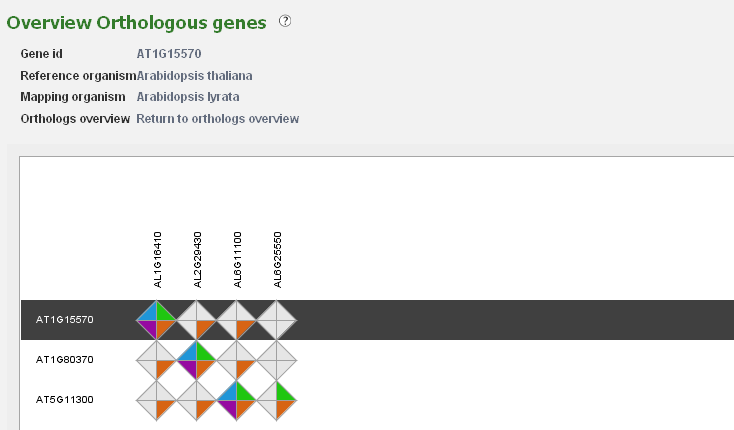 Overview Orthologous genes ?
Gene id AT1G15570
Reference organism Arabidopsis thaliana
Mapping organism Arabidopsis lyrata
Orthologs overview Return to orthologs overview
AL1G16410
AL2G29430
AL6G11100
AL6G25550
AT1G15570
AT1G80370
AT5G11300